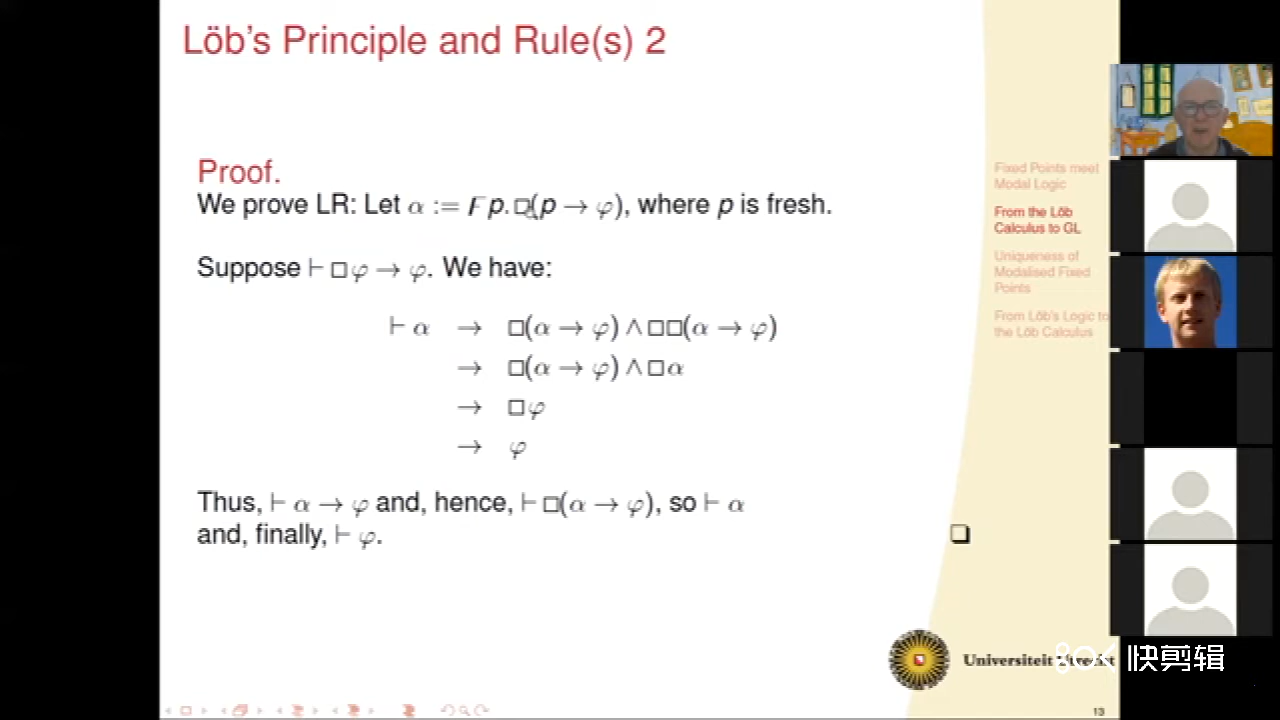 Löb's Principle and Rule(s) 2
Proof.
We prove LR: Let α := Ϝp.□(p → φ), where p is fresh.
Suppose ⊢ □φ → φ. We have:
⊢ α → □(α → φ) ∧ □□(α → φ)
→ □(α → φ) ∧ □α
→ □φ
→ φ
Thus, ⊢ α → φ and, hence, ⊢ □(α → φ), so ⊢ α
and, finally, ⊢ φ.
Fixed Points meet
Modal Logic
From the Löb
Calculus to GL
Uniqueness of
Modalised Fixed
Points
From Löb's Logic to
the Löb Calculus
Universiteit Utrecht
快剪辑
13